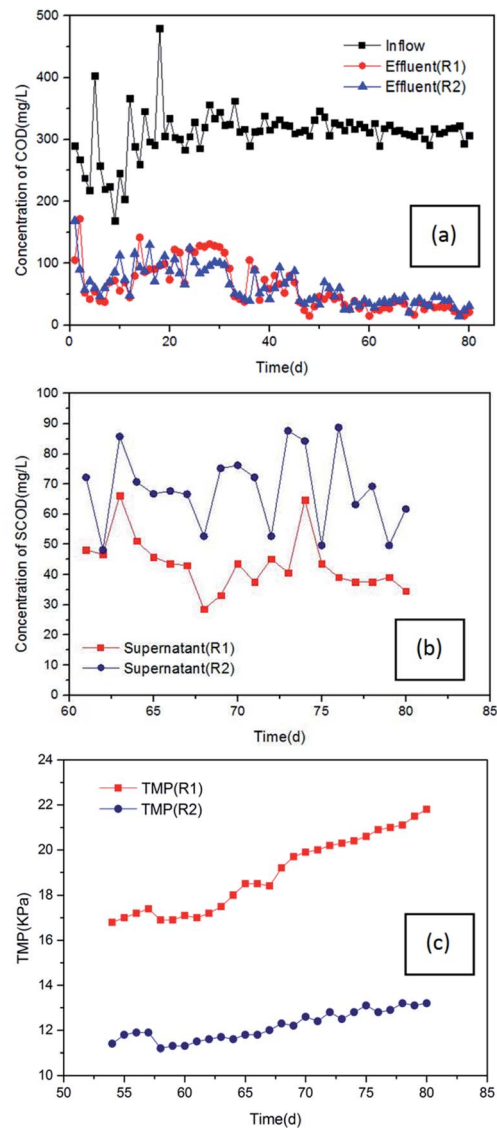 500
400
300
200
100
0
Concentration of COD(mg/L)
Inflow
Effluent(R1)
Effluent(R2)
(a)
0 20 40 60 80
Time(d)
100
90
80
70
60
50
40
30
20
10
0
Concentration of SCOD(mg/L)
Supernatant(R1)
Supernatant(R2)
(b)
60 65 70 75 80 85
Time(d)
24
22
20
18
16
14
12
10
TMP(KPa)
TMP(R1)
TMP(R2)
(c)
50 55 60 65 70 75 80 85
Time(d)